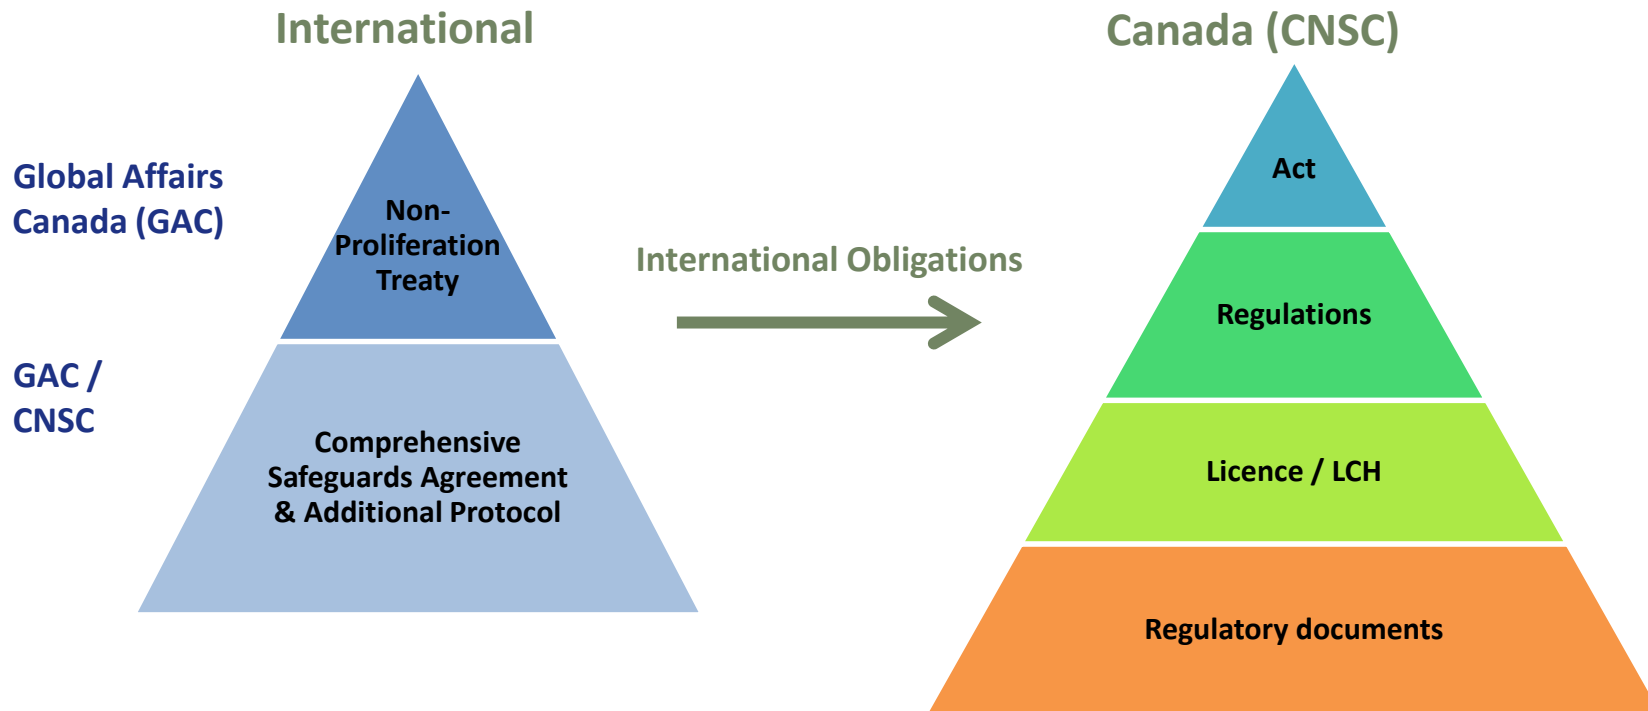 International
Canada (CNSC)
Global Affairs
Canada (GAC)
Non-
Proliferation
Treaty
GAC /
CNSC
Comprehensive
Safeguards Agreement
& Additional Protocol
International Obligations
Act
Regulations
Licence / LCH
Regulatory documents